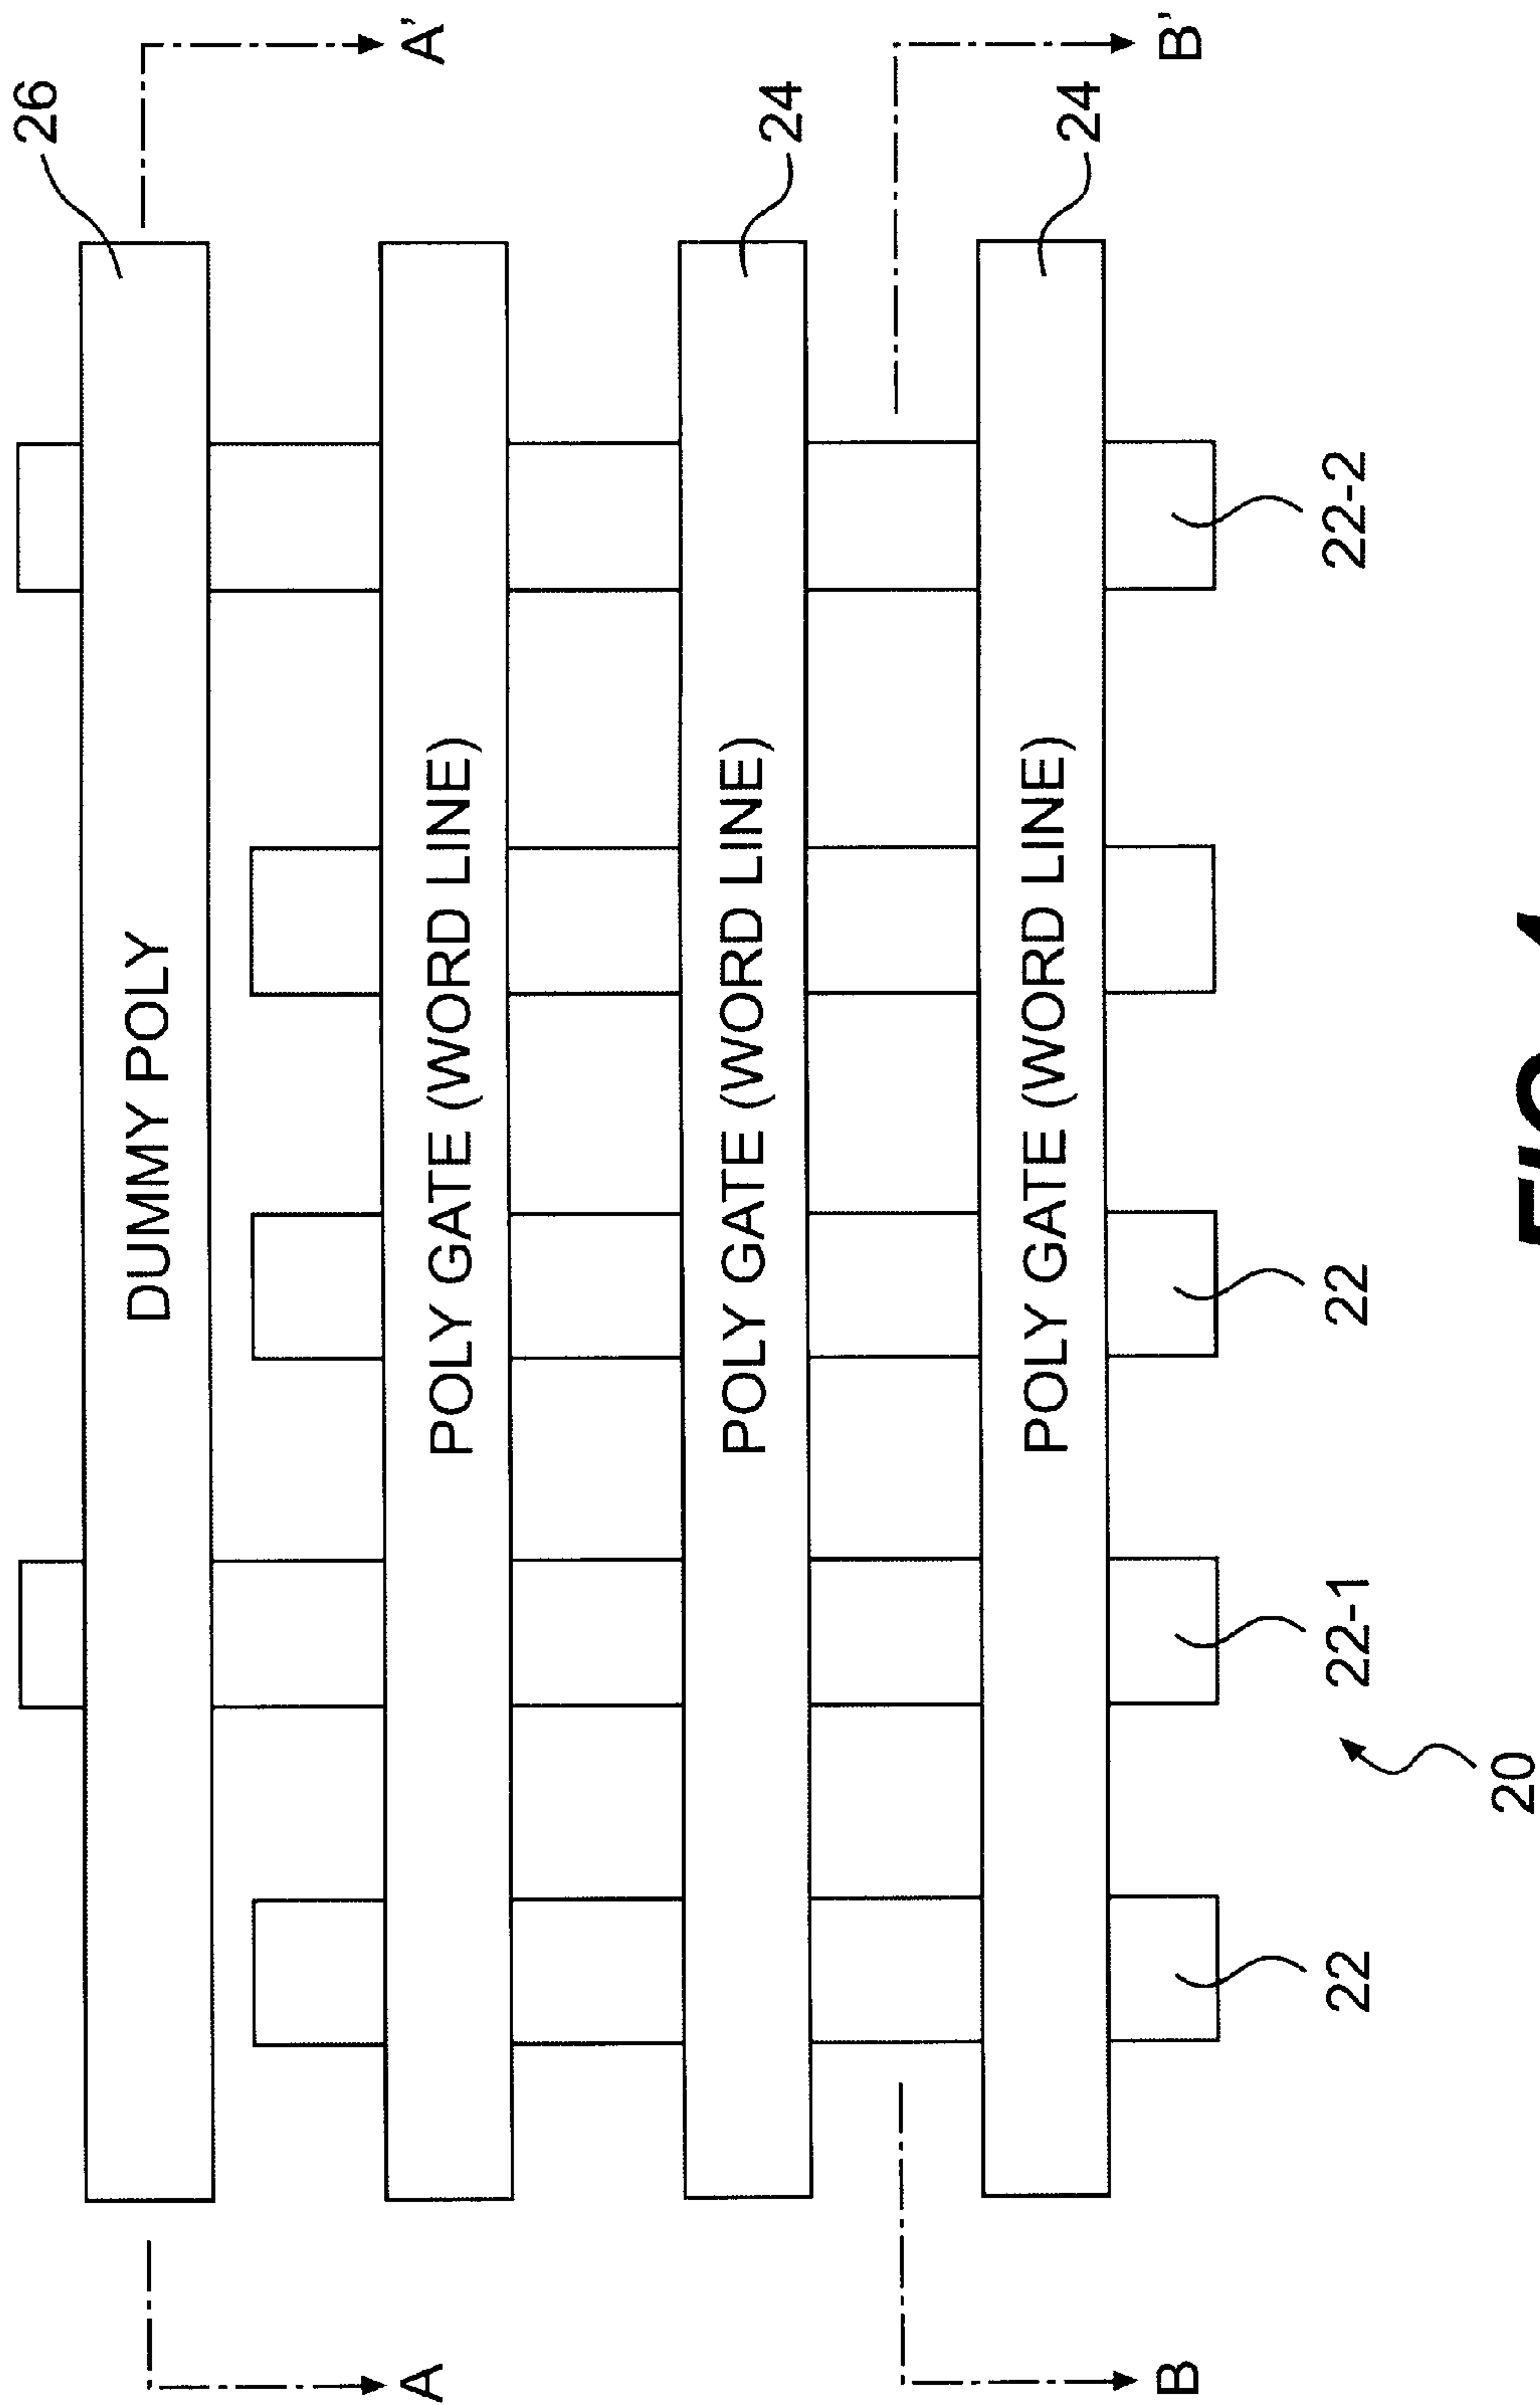 26
DUMMY POLY
A
A'
POLY GATE (WORD LINE)
POLY GATE (WORD LINE)
24
POLY GATE (WORD LINE)
24
B
B'
22
22-1
22
22-2
20
FIG